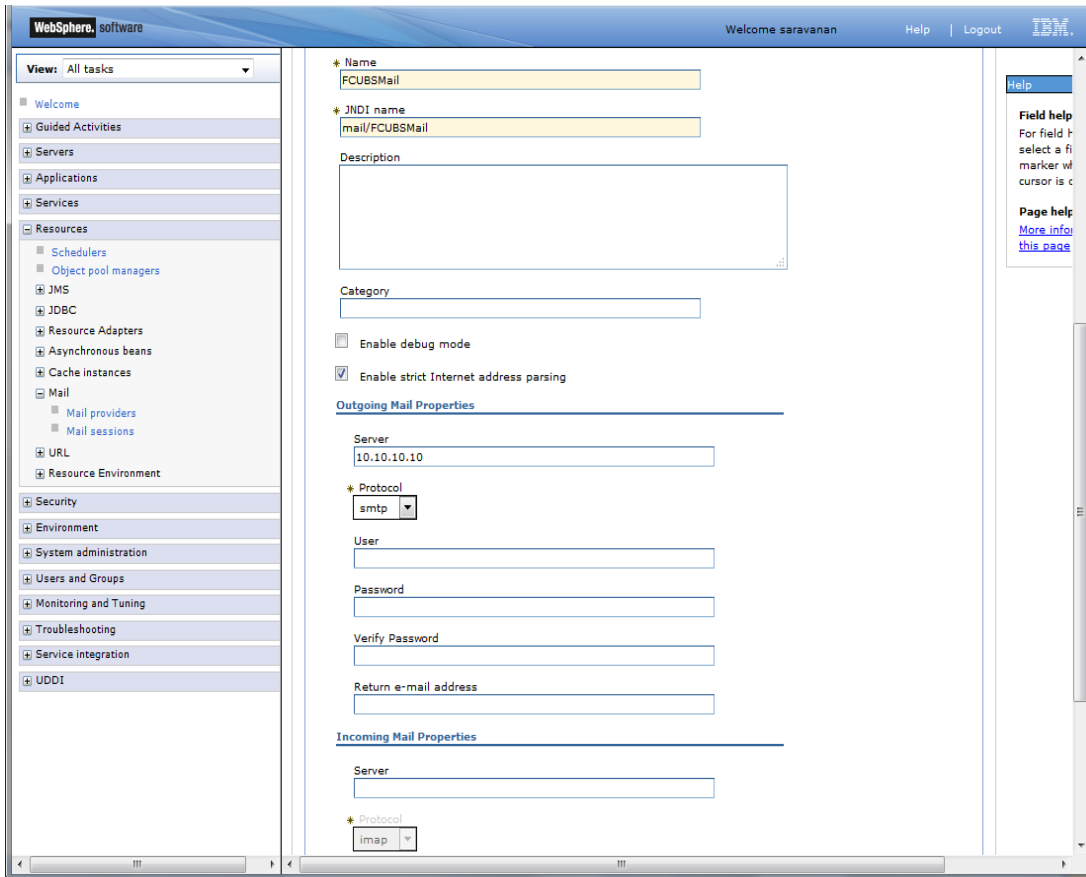 WebSphere. software
Welcome saravanan Help | Logout IBM.
View: All tasks
Welcome
Guided Activities
Servers
Applications
Services
Resources
Schedulers
Object pool managers
JMS
JDBC
Resource Adapters
Asynchronous beans
Cache instances
Mail
Mail providers
Mail sessions
URL
Resource Environment
Security
Environment
System administration
Users and Groups
Monitoring and Tuning
Troubleshooting
Service integration
UDDI
* Name
FCUBSMail
* JNDI name
mail/FCUBSMail
Description
Category
Enable debug mode
Enable strict Internet address parsing
Outgoing Mail Properties
Server
10.10.10.10
* Protocol
smtp
User
Password
Verify Password
Return e-mail address
Incoming Mail Properties
Server
* Protocol
imap
Help
Field help
For field
select a
marker
cursor is
Page help
More
this page